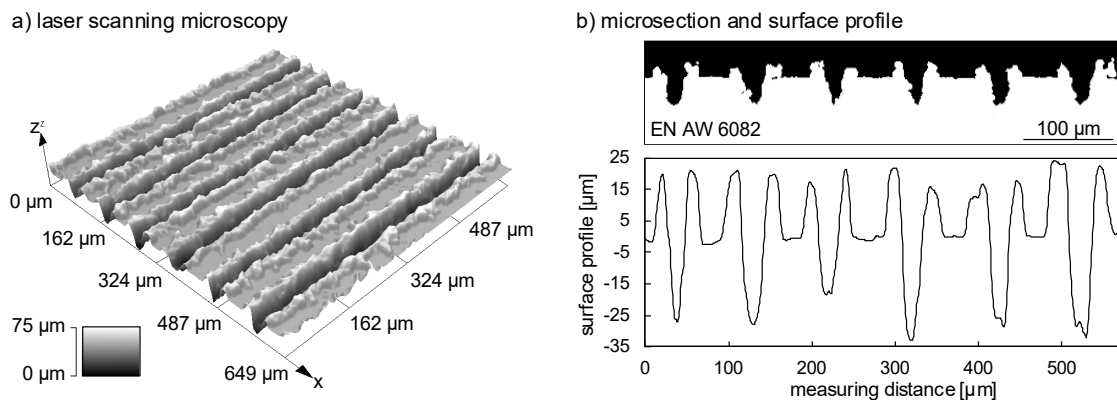 a) laser scanning microscopy
z z
0 µm
162 µm
324 µm
487 µm
649 µm
x
162 µm
324 µm
487 µm
75 µm
0 µm
b) microsection and surface profile
EN AW 6082
100 µm
surface profile [µm]
25
15
5
-5
-15
-25
-35
0 100 200 300 400 500
measuring distance [µm]